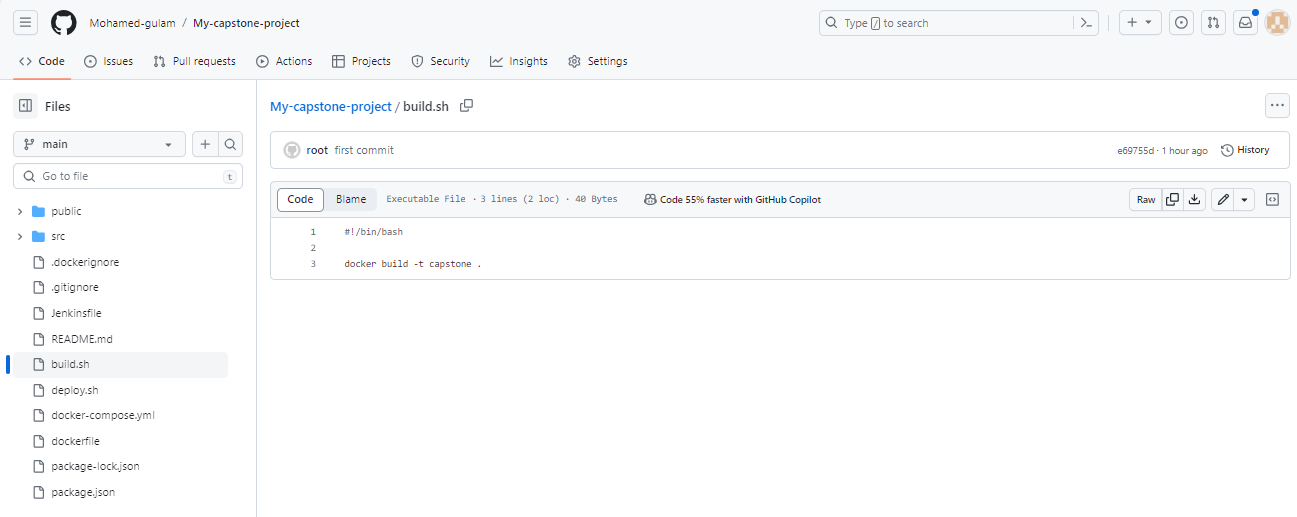 Mohamed-gulam / My-capstone-project
Type / to search
Code Issues Pull requests Actions Projects Security Insights Settings
Files
My-capstone-project / build.sh
main
root first commit e69755d · 1 hour ago History
Go to file t
Code Blame Executable File · 3 lines (2 loc) · 40 Bytes Code 55% faster with GitHub Copilot Raw
public
src
.dockerignore
.gitignore
Jenkinsfile
README.md
build.sh
deploy.sh
docker-compose.yml
dockerfile
package-lock.json
package.json
1 #!/bin/bash
2
3 docker build -t capstone .